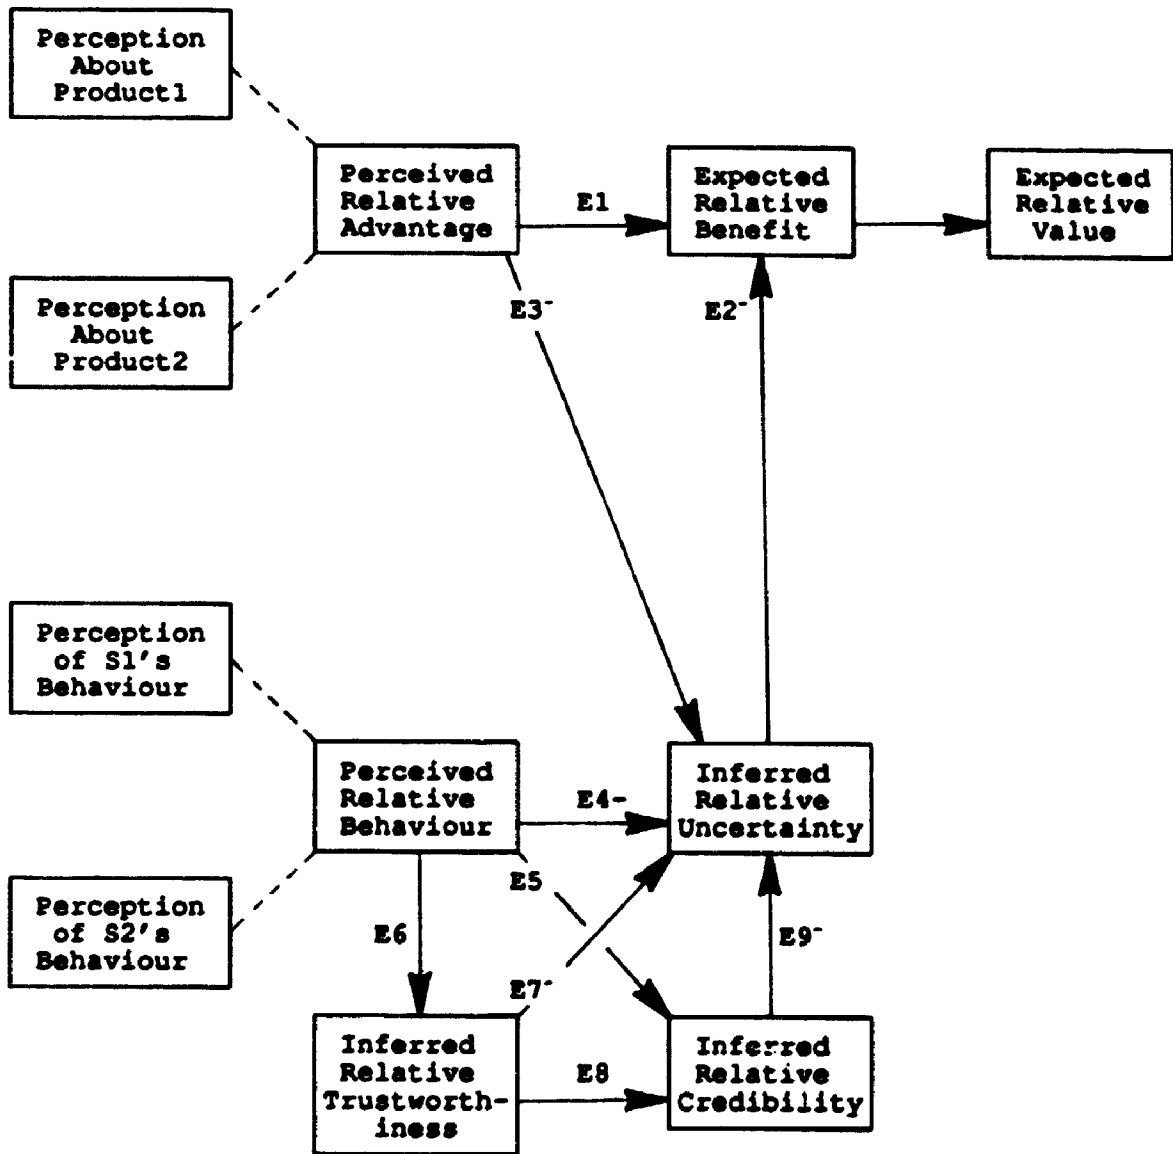 Perception
About
Product1
Perceived
Relative
Advantage
E1
Expected
Relative
Benefit
Expected
Relative
Value
Perception
About
Product2
E3-
E2-
Perception
of S1's
Behaviour
Perceived
Relative
Behaviour
E4-
Inferred
Relative
Uncertainty
Perception
of S2's
Behaviour
E5
E6
E9-
E7-
Inferred
Relative
Trustworth-
iness
E8
Inferred
Relative
Credibility